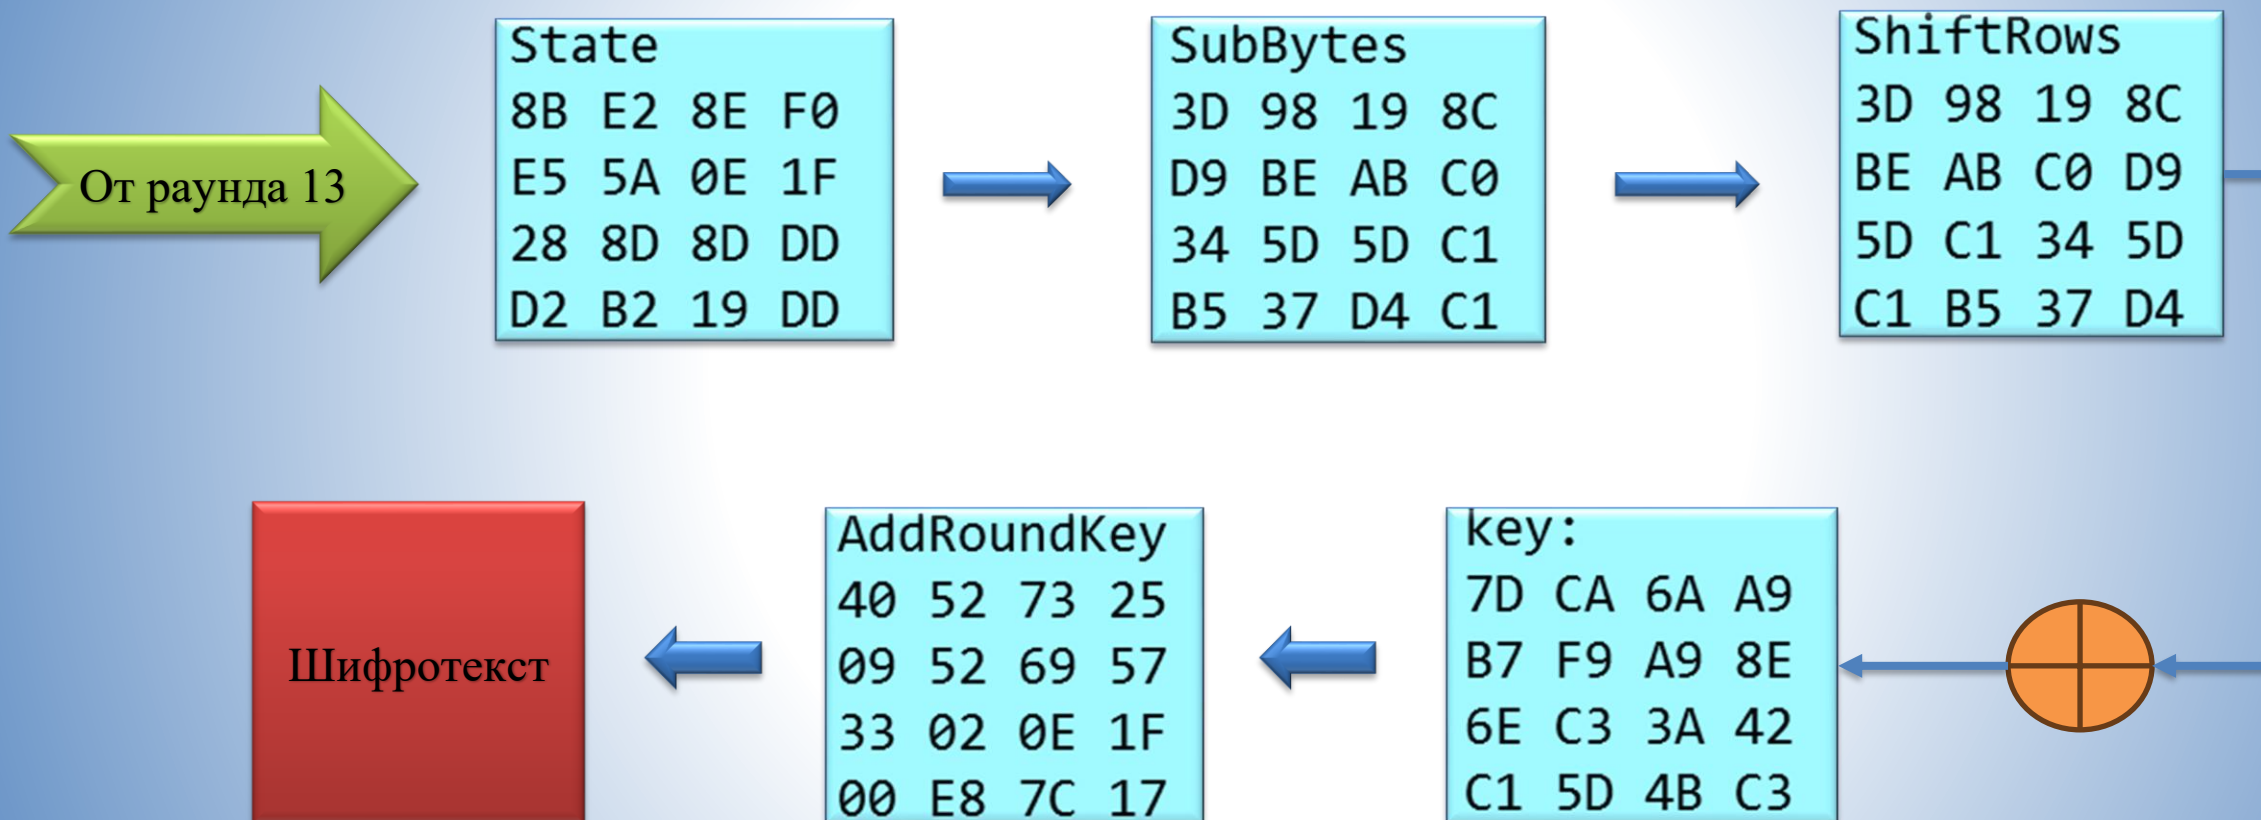 От раунда 13
State
8B E2 8E F0
E5 5A 0E 1F
28 8D 8D DD
D2 B2 19 DD
SubBytes
3D 98 19 8C
D9 BE AB C0
34 5D 5D C1
B5 37 D4 C1
ShiftRows
3D 98 19 8C
BE AB C0 D9
5D C1 34 5D
C1 B5 37 D4
Шифротекст
AddRoundKey
40 52 73 25
09 52 69 57
33 02 0E 1F
00 E8 7C 17
key:
7D CA 6A A9
B7 F9 A9 8E
6E C3 3A 42
C1 5D 4B C3